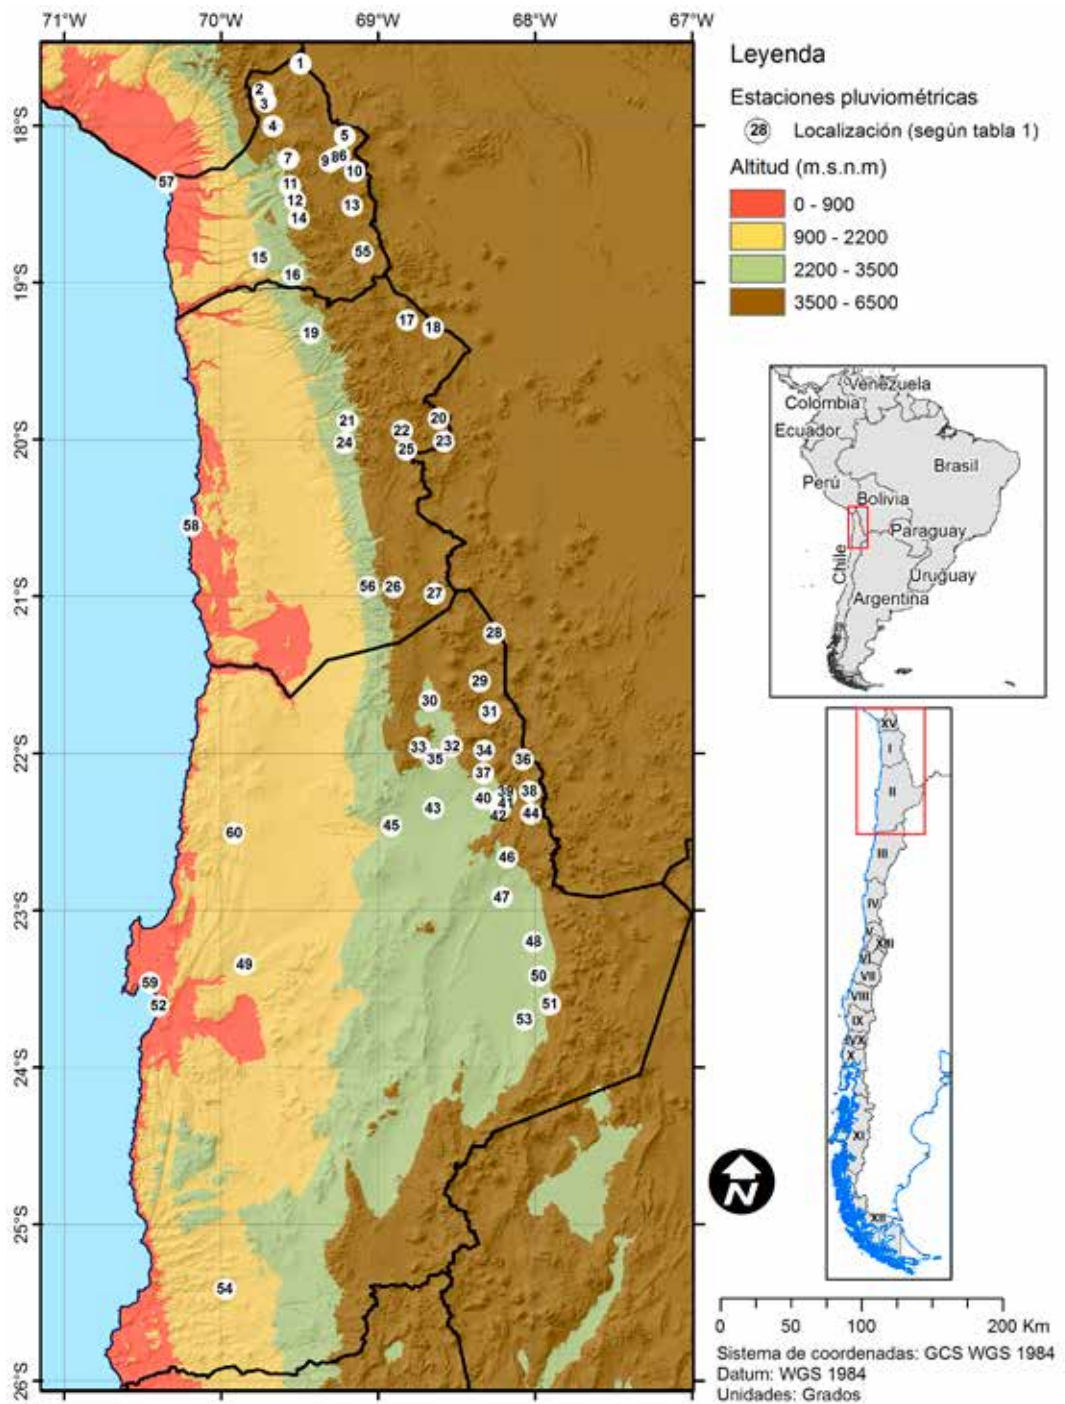 71°W 70°W 69°W 68°W 67°W
18°S
19°S
20°S
21°S
22°S
23°S
24°S
25°S
26°S
1
2
3
4
5
7
9 8 6
10
11
12
13
14
15
16
55
57
17
18
19
20
21
22
23
24
25
58
56
26
27
28
29
30
31
32
33
34
35
36
37
38
39
40
42
43
44
45
60
46
47
48
49
50
51
59
52
53
54
Leyenda
Estaciones pluviométricas
28 Localización (según tabla 1)
Altitud (m.s.n.m)
0 - 900
900 - 2200
2200 - 3500
3500 - 6500
Venezuela
Colombia
Ecuador
Brasil
Perú
Bolivia
Paraguay
Chile
Uruguay
Argentina
XV
I
II
III
IV
V
XIII
VI
VII
VIII
IX
X
XI
XII
N
0 50 100 200 Km
Sistema de coordenadas: GCS WGS 1984
Datum: WGS 1984
Unidades: Grados